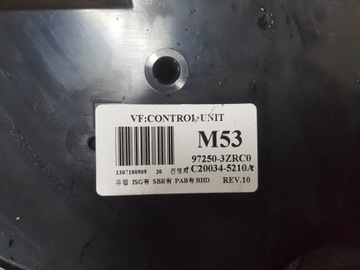 VF:CONTROL UNIT
M53
97250-3ZRC0
1307180909 20 진영 C20034-5210A
유럽 ISG有 SBR有 PAB有 RHD REV.10